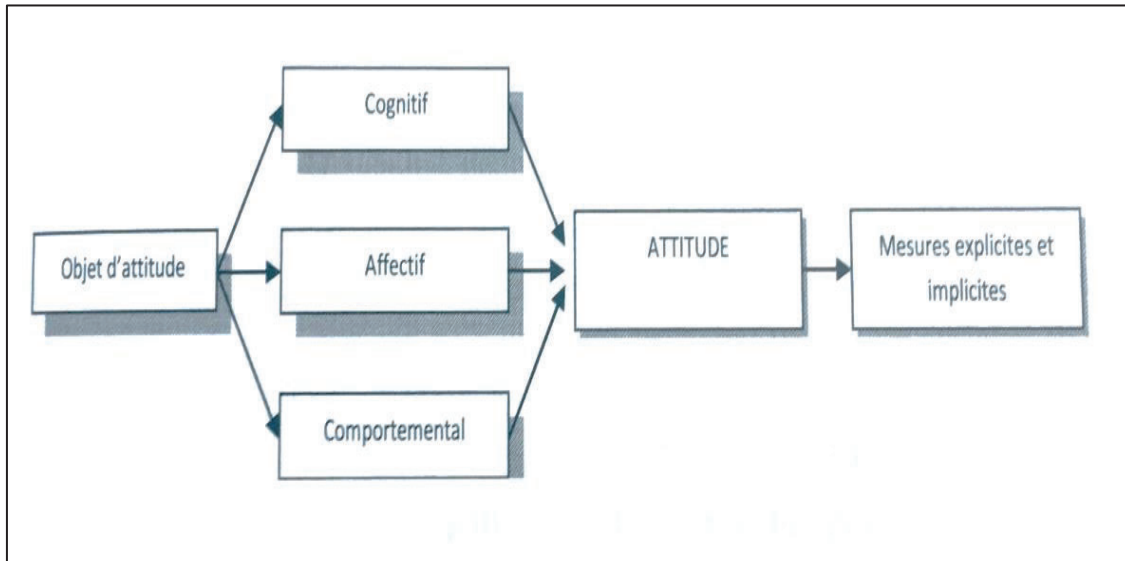 Cognitif
Objet d'attitude
Affectif
Comportemental
ATTITUDE
Mesures explicites et
implicites